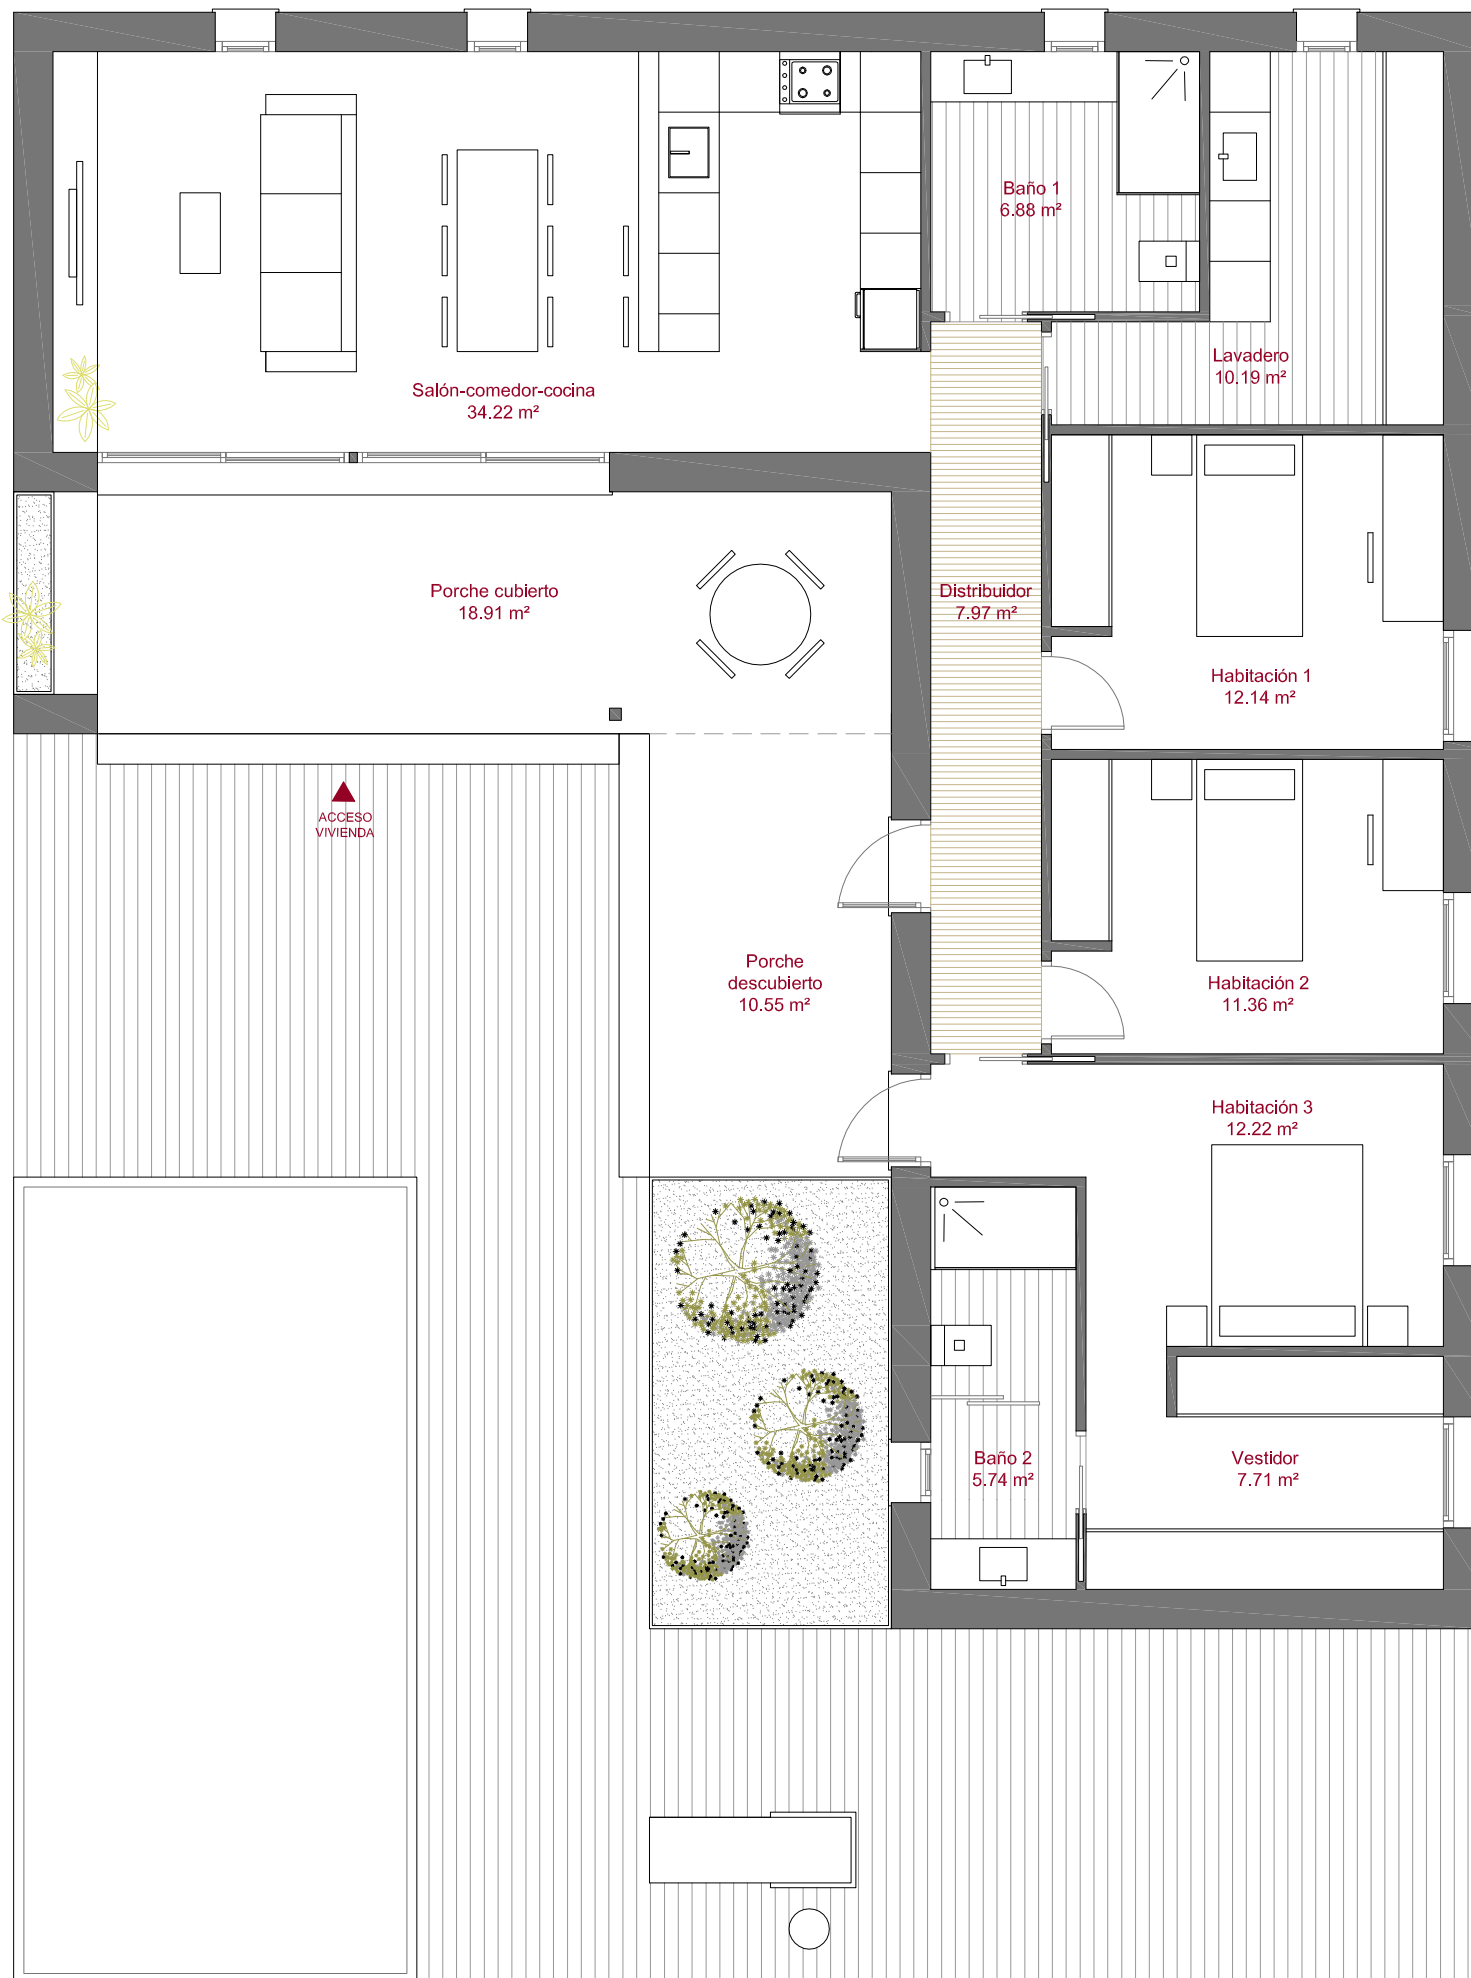 Baño 1
6.88 m²
Lavadero
10.19 m²
Salón-comedor-cocina
34.22 m²
Porche cubierto
18.91 m²
Distribuidor
7.97 m²
Habitación 1
12.14 m²
ACCESO
VIVIENDA
Porche
descubierto
10.55 m²
Habitación 2
11.36 m²
Habitación 3
12.22 m²
Baño 2
5.74 m²
Vestidor
7.71 m²